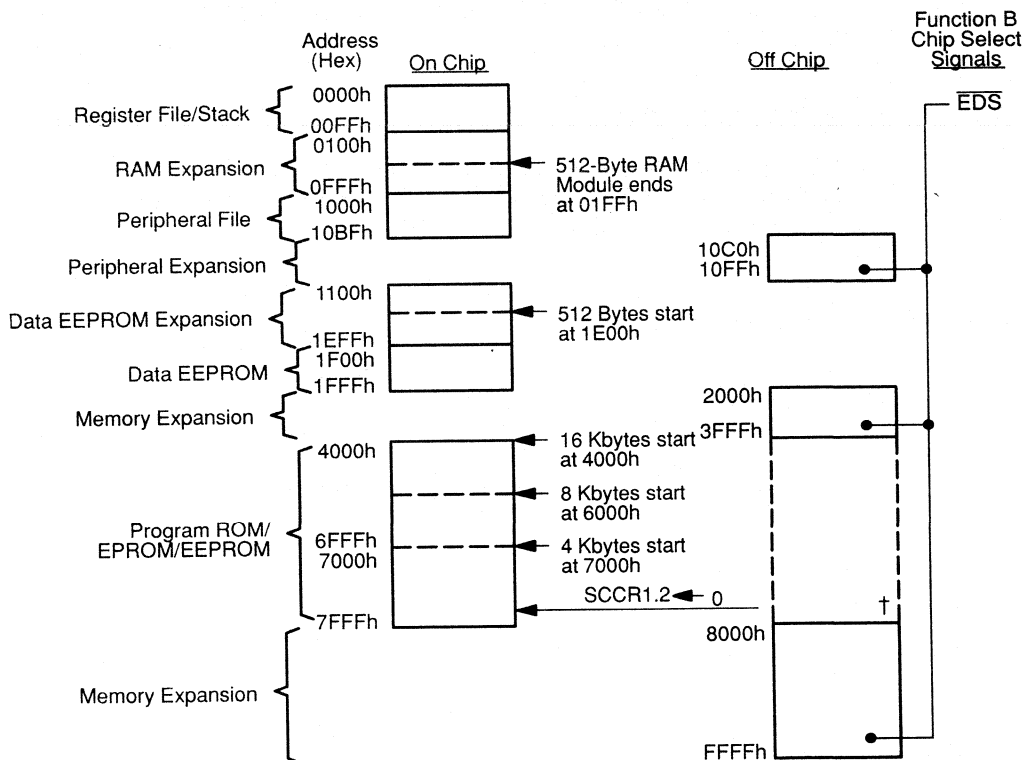 Function B
Chip Select
Signals
Address
(Hex)
On Chip
Off Chip
EDS
0000h
Register File/Stack
00FFh
0100h
RAM Expansion
512-Byte RAM
Module ends
at 01FFh
0FFFh
1000h
Peripheral File
10BFh
10C0h
10FFh
Peripheral Expansion
1100h
Data EEPROM Expansion
512 Bytes start
at 1E00h
1EFFh
1F00h
Data EEPROM
1FFFh
2000h
Memory Expansion
3FFFh
16 Kbytes start
at 4000h
4000h
8 Kbytes start
at 6000h
Program ROM/
EPROM/EEPROM
6FFFh
7000h
4 Kbytes start
at 7000h
SCCR1.2 0
†
7FFFh
8000h
Memory Expansion
FFFFh